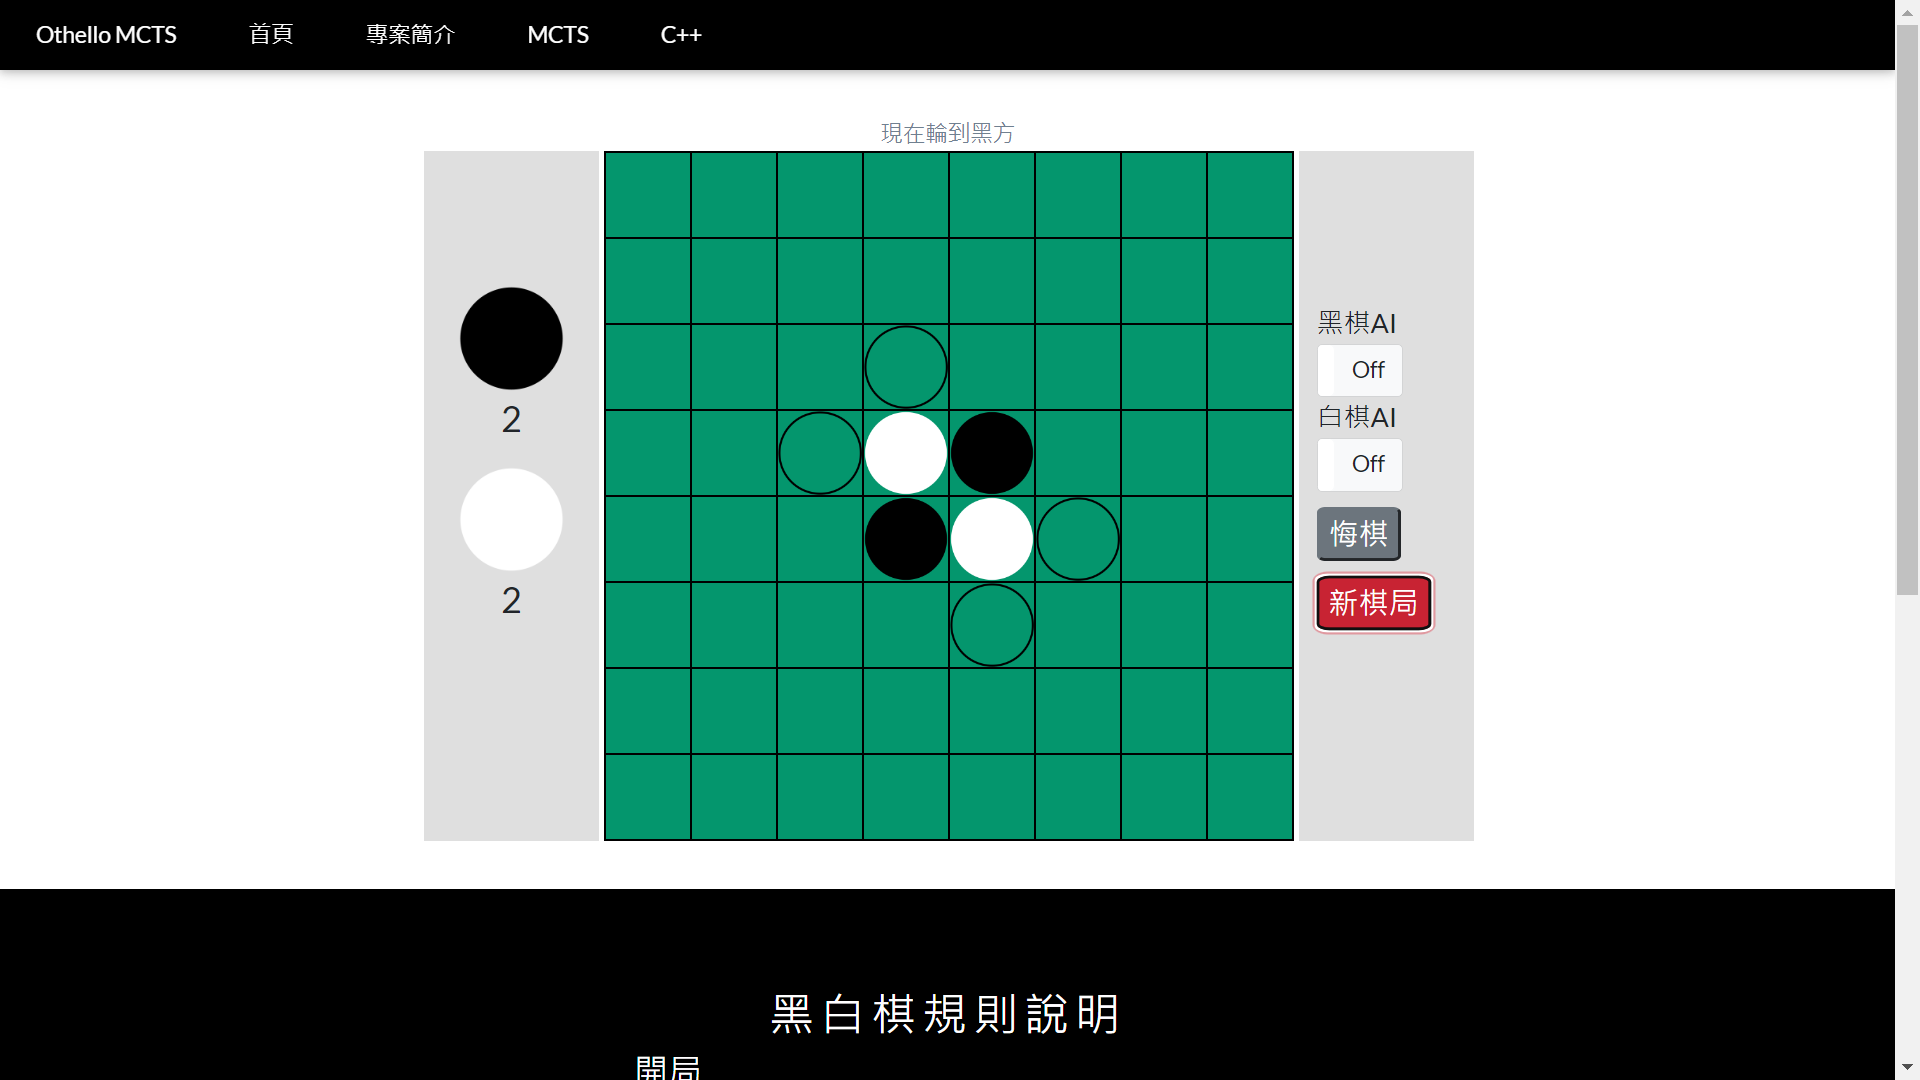 Othello MCTS 首頁 專案簡介 MCTS C++
現在輪到黑方
2
2
黑棋AI
Off
白棋AI
Off
悔棋
新棋局
黑白棋規則說明
開局